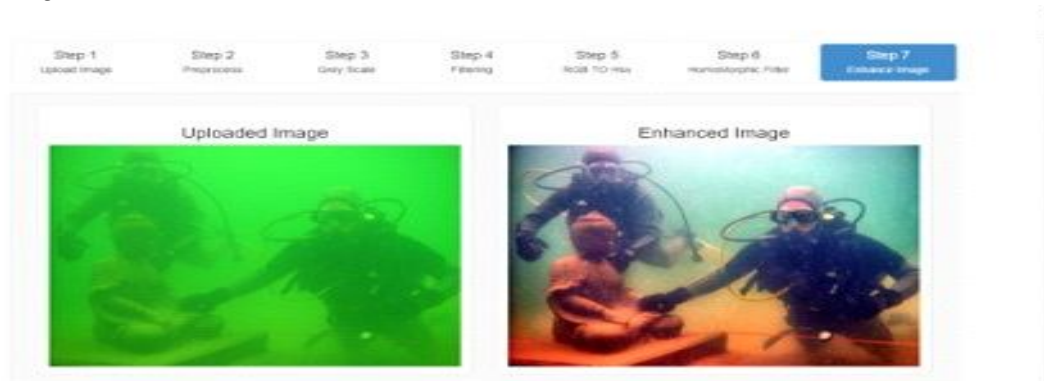 Step 1 Step 2 Step 3 Step 4 Step 5 Step 6 Step 7
Upload Image Preprocess Grey Scale Filtering RGB TO Hsv HomoMorphic Filter Enhance Image
Uploaded Image Enhanced Image